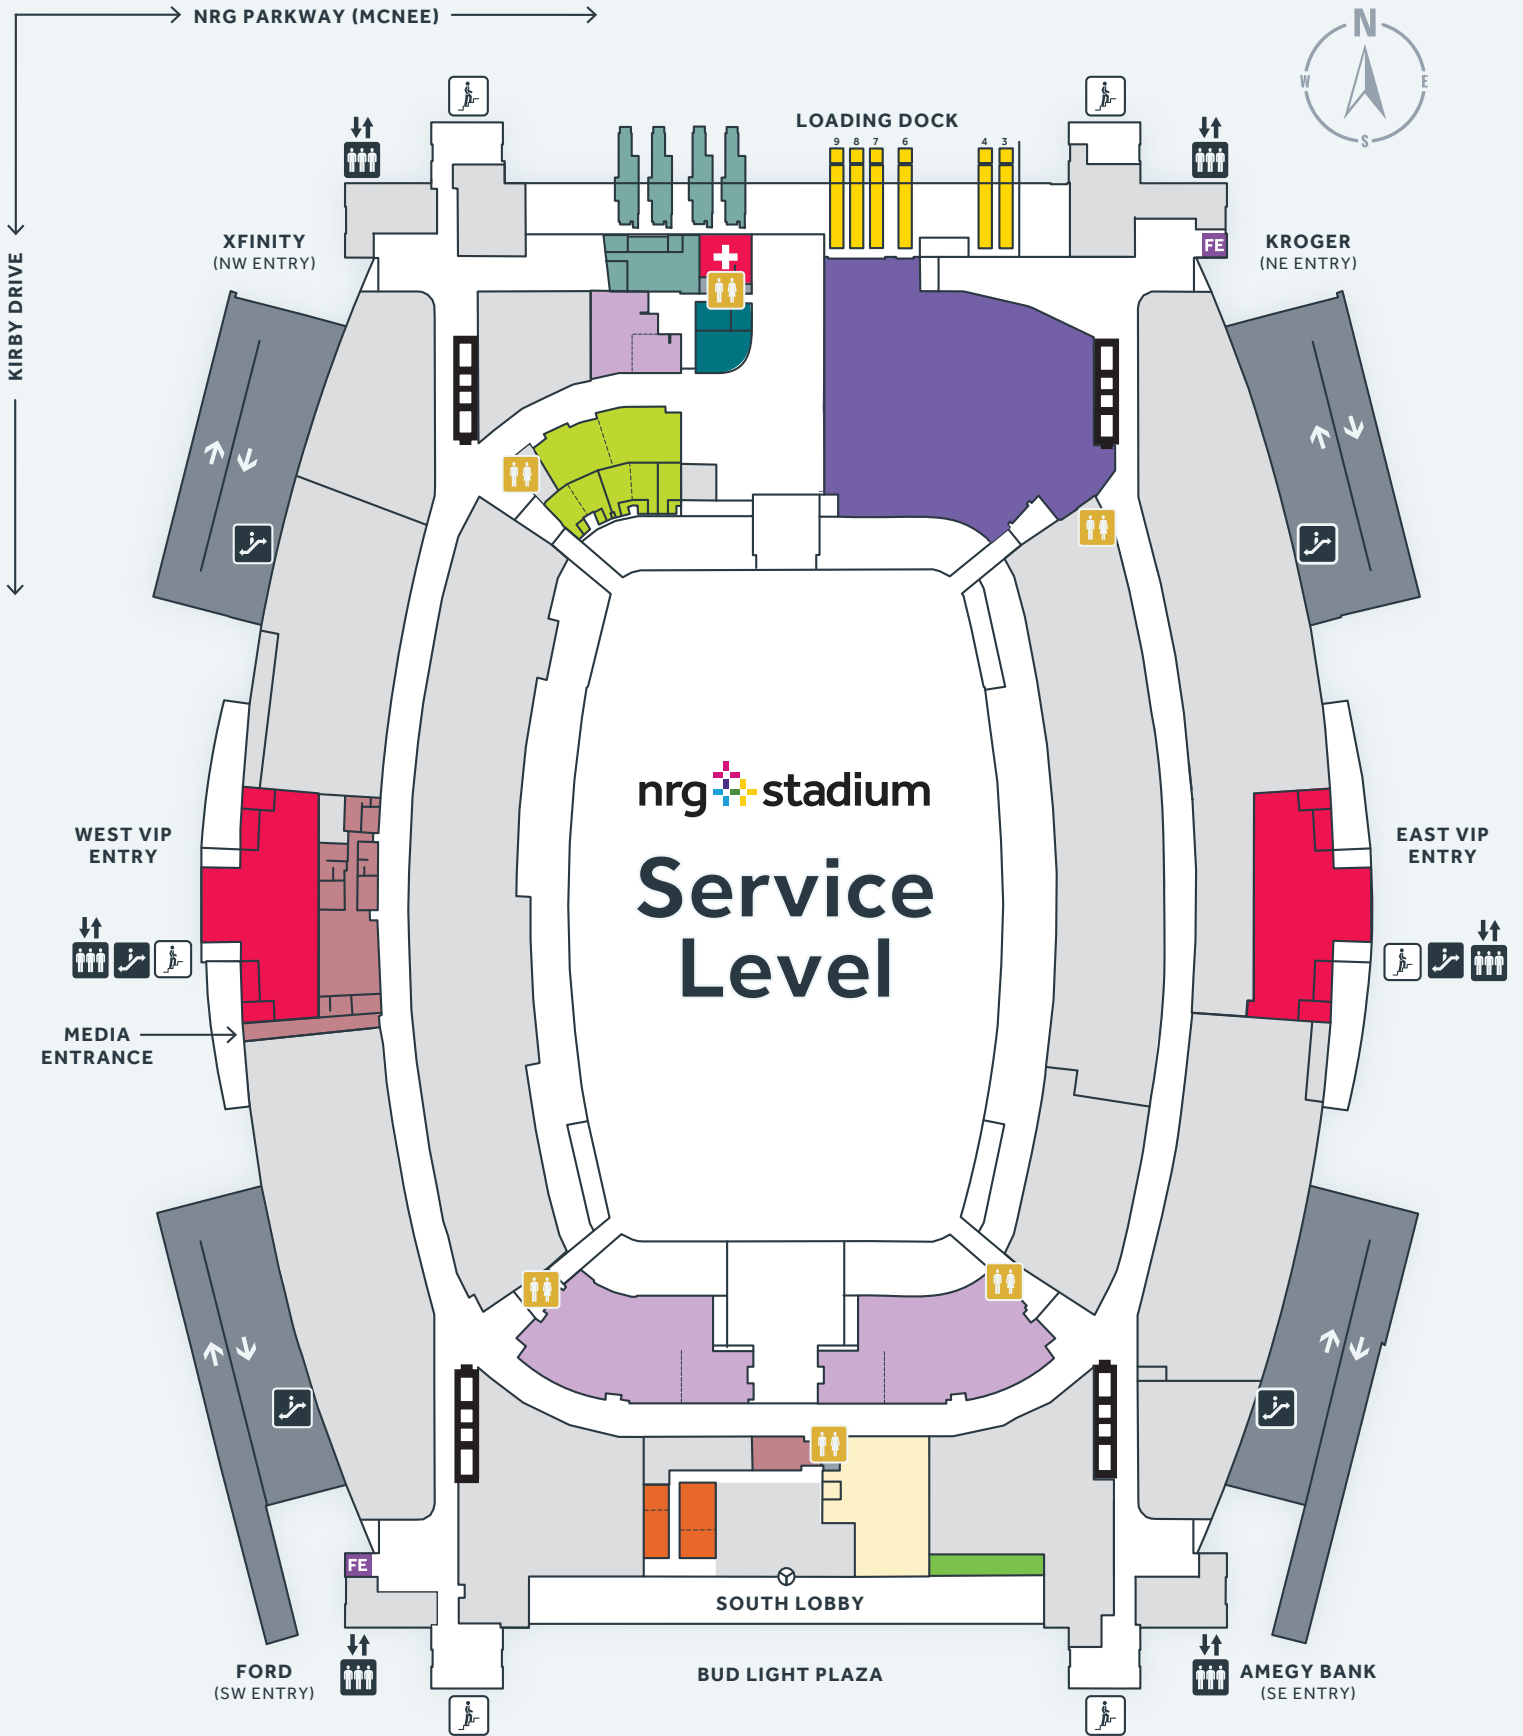 NRG PARKWAY (MCNEE)
N
W
E
S
LOADING DOCK
9 8 7 6 4 3
XFINITY
(NW ENTRY)
KROGER
(NE ENTRY)
FE
KIRBY DRIVE
nrg stadium
Service
Level
WEST VIP
ENTRY
EAST VIP
ENTRY
MEDIA
ENTRANCE
FE
SOUTH LOBBY
BUD LIGHT PLAZA
FORD
(SW ENTRY)
AMEGY BANK
(SE ENTRY)